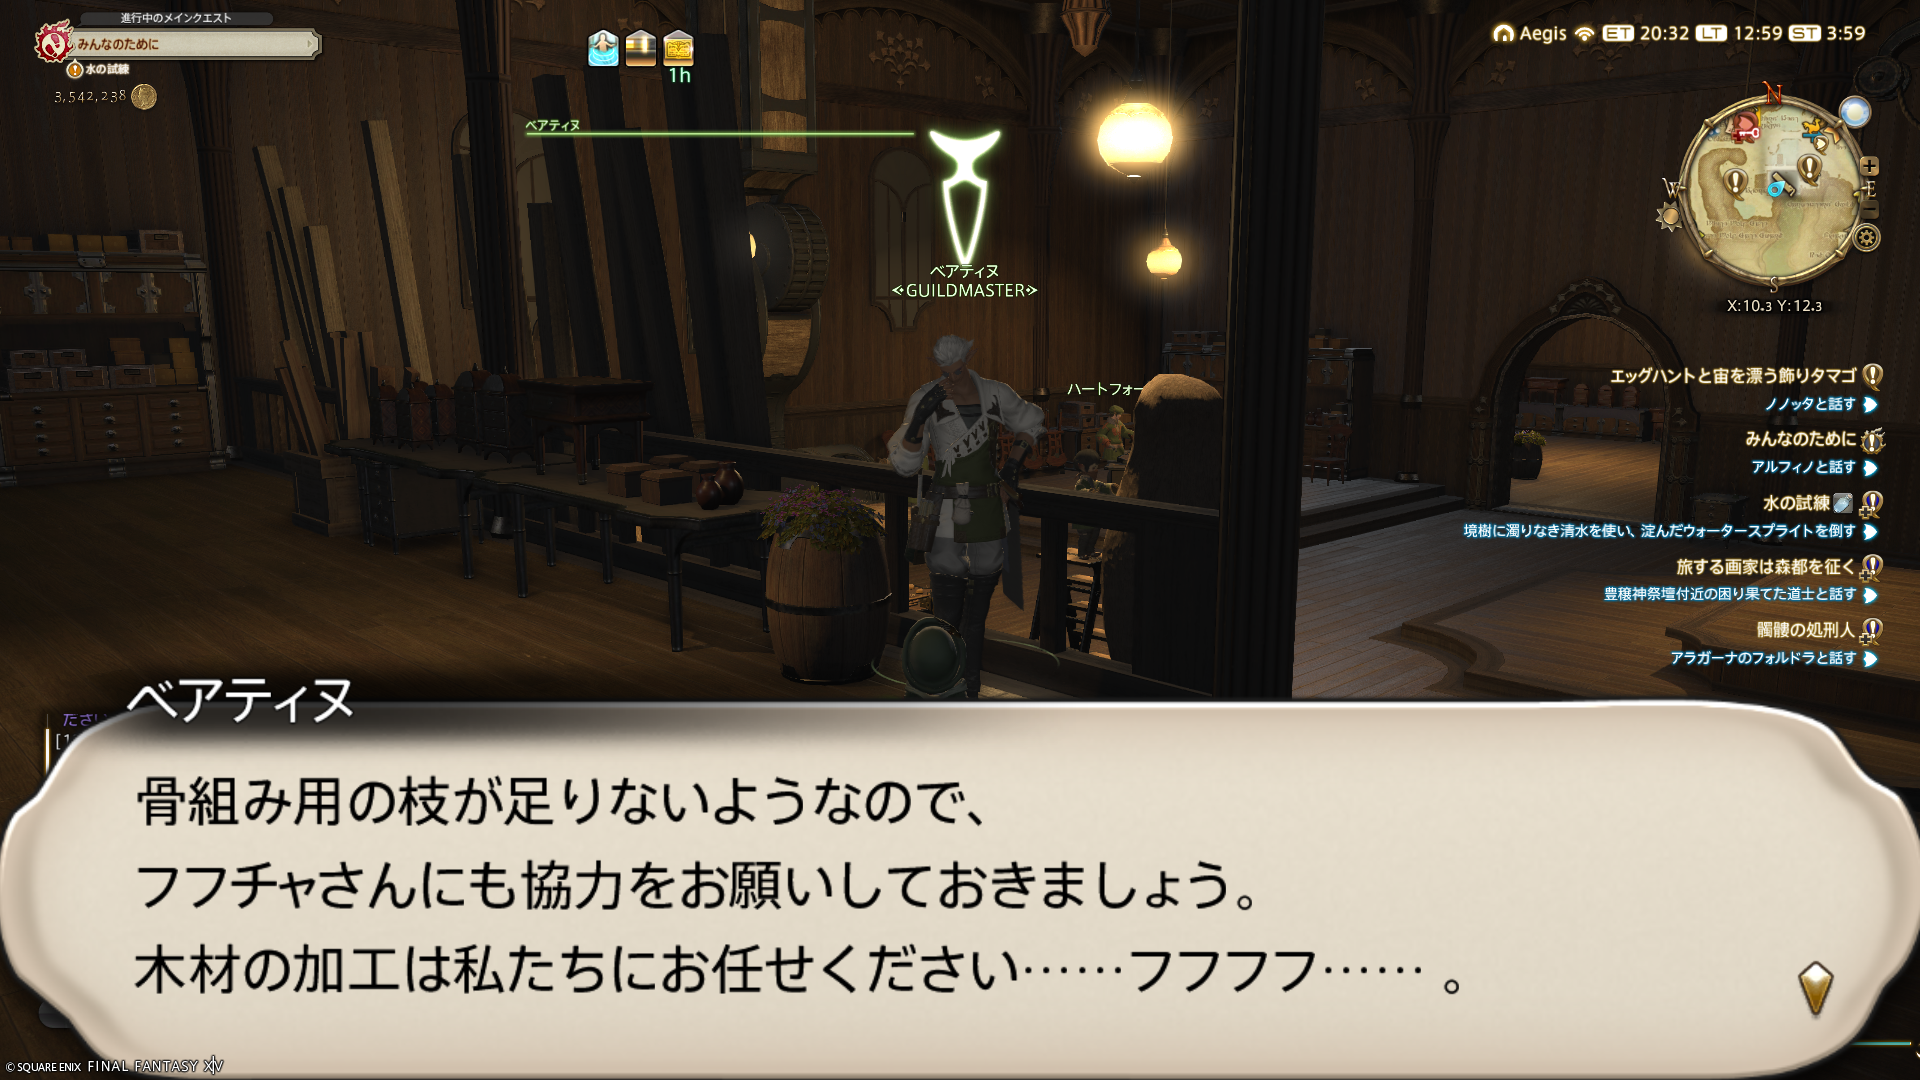 進行中のメインクエスト
みんなのために
水の試練
3,542,238
1h
Aegis ET 20:32 LT 12:59 ST 3:59
N
W
E
S
X:10.3 Y:12.3
ベアティヌ
ベアティヌ
GUILDMASTER
ハートフォー
エッグハントと宙を漂う飾りタマゴ
ノノッタと話す
みんなのために
アルフィノと話す
水の試練
境樹に濁りなき清水を使い、淀んだウォータースプライトを倒す
旅する画家は森都を征く
豊穣神祭壇付近の困り果てた道士と話す
髑髏の処刑人
アラガーナのフォルドラと話す
ベアティヌ
骨組み用の枝が足りないようなので、
フフチャさんにも協力をお願いしておきましょう。
木材の加工は私たちにお任せください……フフフフ……。
© SQUARE ENIX FINAL FANTASY XIV